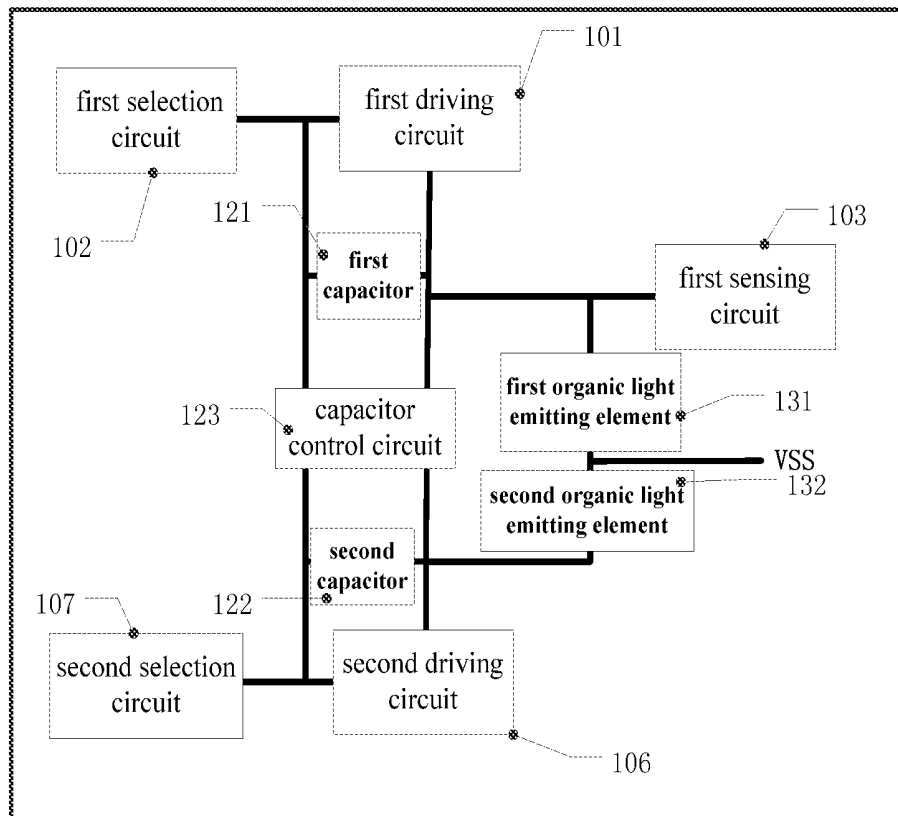 101
first selection
circuit
first driving
circuit
121
103
102
first
capacitor
first sensing
circuit
first organic light
emitting element
131
123
capacitor
control circuit
VSS
132
second organic light
emitting element
second
capacitor
107
122
second selection
circuit
second driving
circuit
106